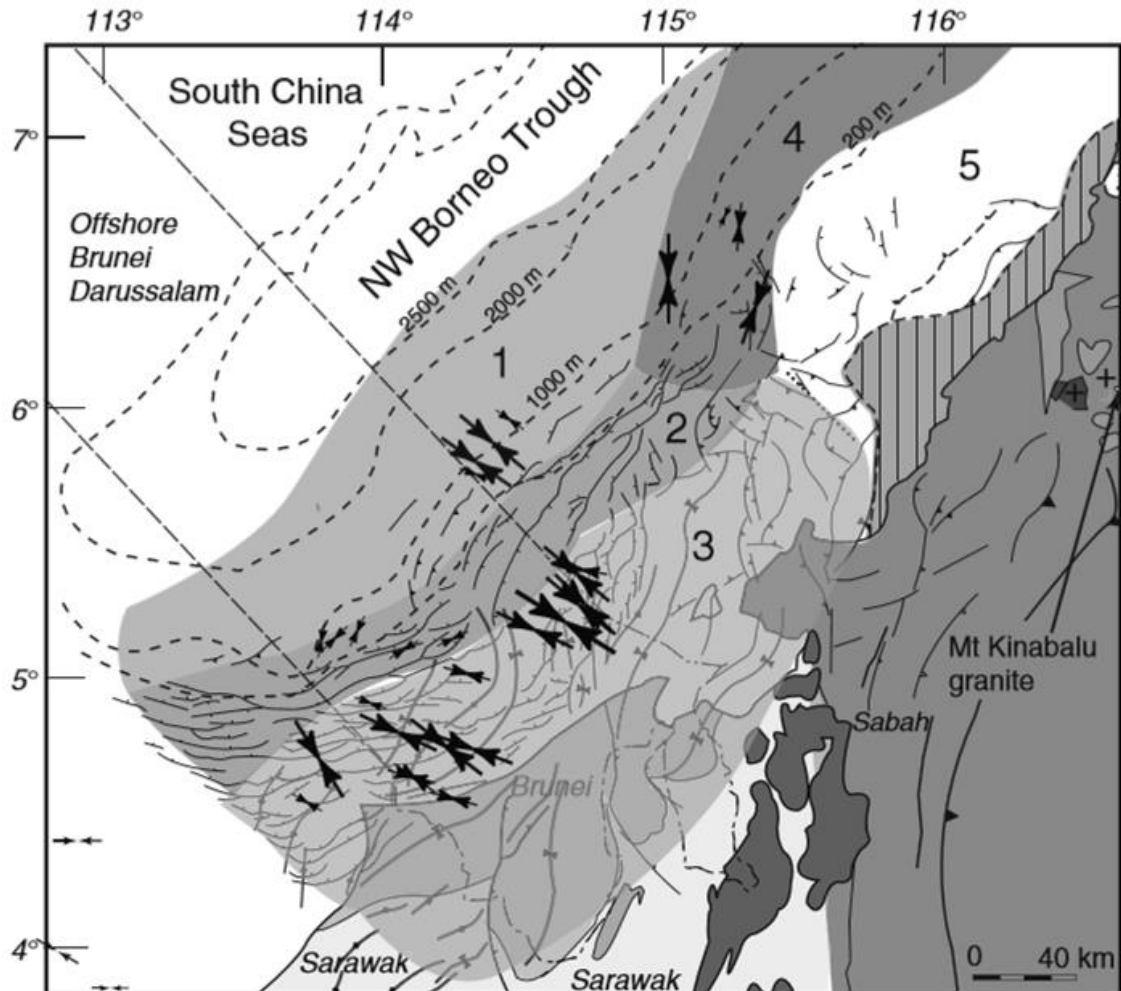 113°
114°
115°
116°
South China
Seas
NW Borneo Trough
4
200 m
5
7°
Offshore
Brunei
Darussalam
2500 m
2000 m
1
1000 m
6°
2
3
5°
Mt Kinabalu
granite
Sabah
Brunei
4°
Sarawak
Sarawak
0 40 km